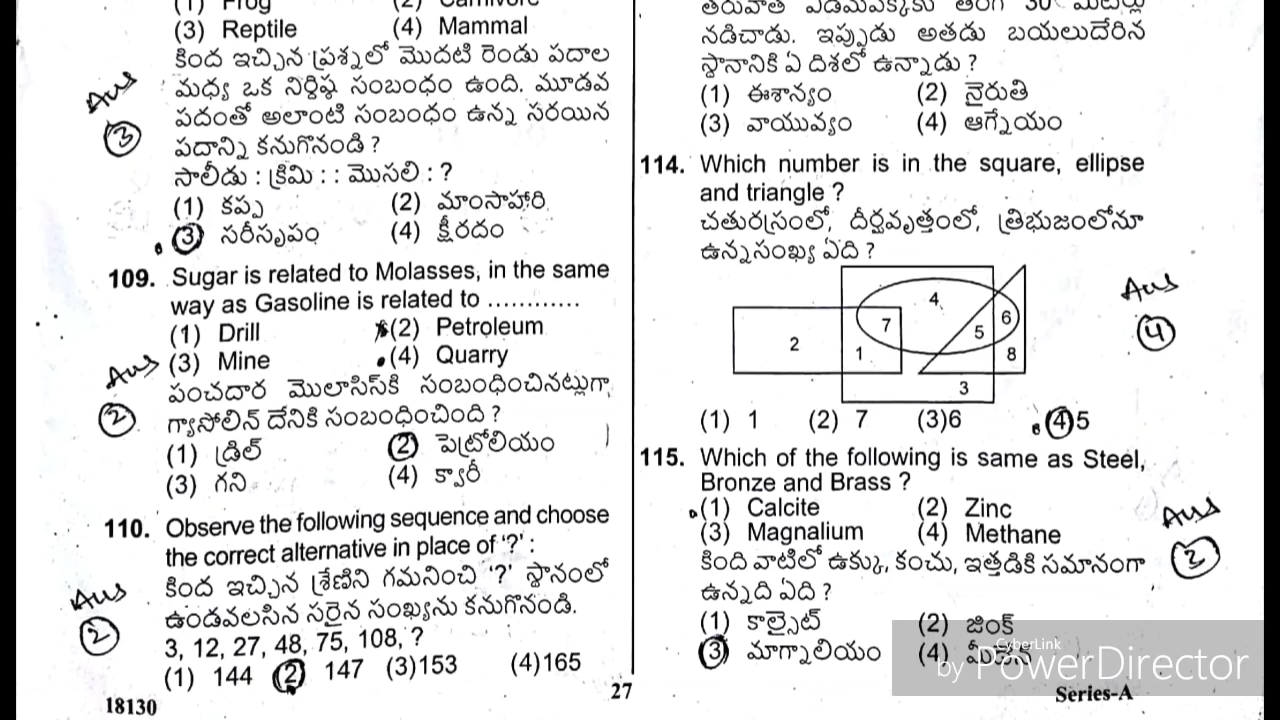 (1) Frog (2) Carnivore
(3) Reptile (4) Mammal
కింద ఇచ్చిన ప్రశ్నలో మొదటి రెండు పదాల
మధ్య ఒక నిర్దిష్ఠ సంబంధం ఉంది. మూడవ
పదంతో అలాంటి సంబంధం ఉన్న సరయిన
పదాన్ని కనుగొనండి ?
సాలీడు : క్రిమి : : మొసలి : ?
(1) కప్ప (2) మాంసాహారి
(3) సరీసృపం (4) క్షీరదం
Ans
(3)
109. Sugar is related to Molasses, in the same
way as Gasoline is related to ............
(1) Drill (2) Petroleum
(3) Mine (4) Quarry
పంచదార మొలాసిస్‌కి సంబంధించినట్లుగా,
గ్యాసోలిన్ దేనికి సంబంధించింది ?
(1) డ్రిల్ (2) పెట్రోలియం
(3) గని (4) క్వారీ
Ans
(2)
110. Observe the following sequence and choose
the correct alternative in place of '?' :
కింద ఇచ్చిన శ్రేణిని గమనించి '?' స్థానంలో
ఉండవలసిన సరైన సంఖ్యను కనుగొనండి.
3, 12, 27, 48, 75, 108, ?
(1) 144 (2) 147 (3)153 (4)165
Ans
(2)
18130
తరువాత ఎడమపక్కకు తిరిగి 30 మీటర్లు
నడిచాడు. ఇప్పుడు అతడు బయలుదేరిన
స్థానానికి ఏ దిశలో ఉన్నాడు ?
(1) ఈశాన్యం (2) నైరుతి
(3) వాయువ్యం (4) ఆగ్నేయం
114. Which number is in the square, ellipse
and triangle ?
చతురస్రంలో, దీర్ఘవృత్తంలో, త్రిభుజంలోనూ
ఉన్నసంఖ్య ఏది ?
4
7
6
5
2
1
8
3
(1) 1 (2) 7 (3)6 (4)5
Ans
(4)
115. Which of the following is same as Steel,
Bronze and Brass ?
(1) Calcite (2) Zinc
(3) Magnalium (4) Methane
కింది వాటిలో ఉక్కు, కంచు, ఇత్తడికి సమానంగా
ఉన్నది ఏది ?
(1) కాల్సైట్ (2) జింక్
(3) మాగ్నాలియం (4) మీథేన్
Ans
(3)
27
Series-A
CyberLink
by PowerDirector